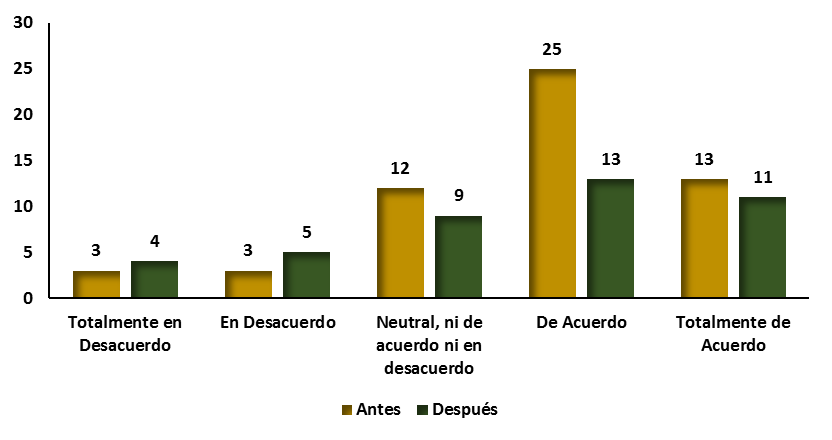 30
25
20
15
10
5
0
3
4
3
5
12
9
25
13
13
11
Totalmente en
Desacuerdo
En Desacuerdo
Neutral, ni de
acuerdo ni en
desacuerdo
De Acuerdo
Totalmente de
Acuerdo
Antes
Después